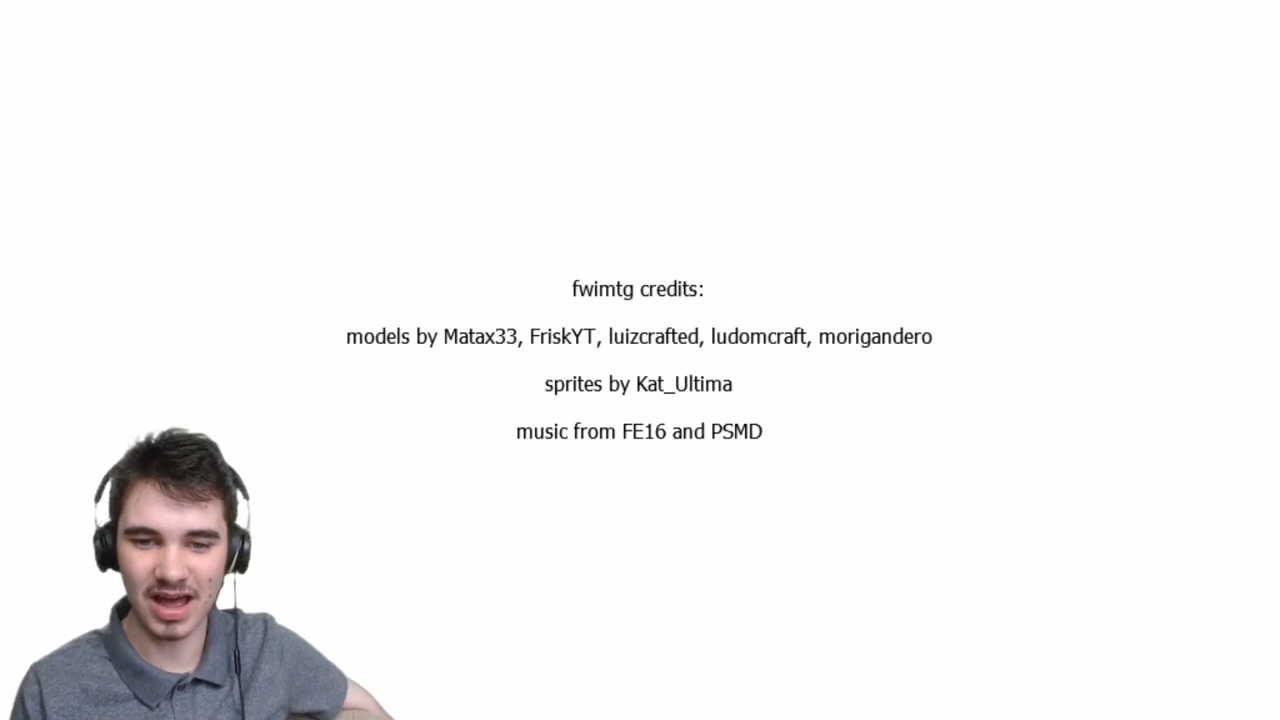 fwimtg credits:
models by Matax33, FriskYT, luizcrafted, ludomcraft, morigandero
sprites by Kat_Ultima
music from FE16 and PSMD